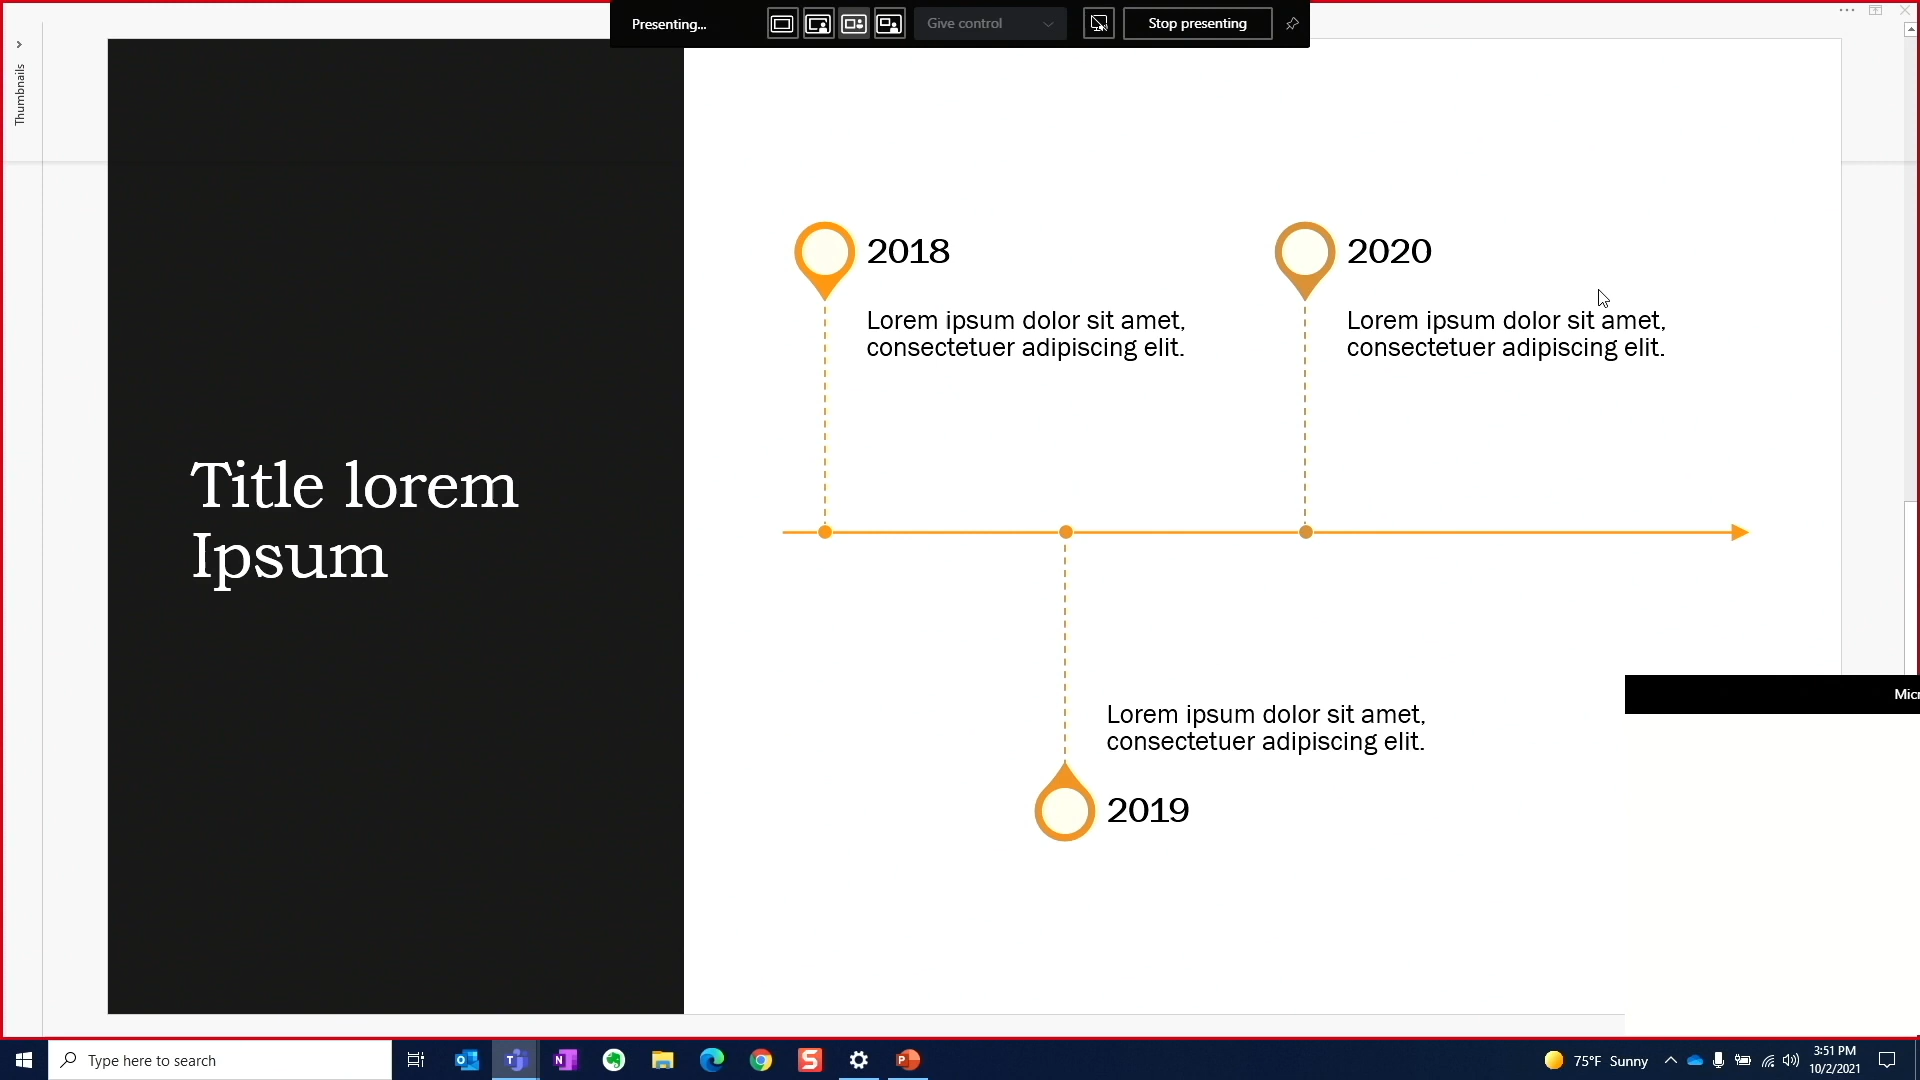 Presenting...
Give control
Stop presenting
Thumbnails
2018
Lorem ipsum dolor sit amet,
consectetuer adipiscing elit.
2020
Lorem ipsum dolor sit amet,
consectetuer adipiscing elit.
Title lorem
Ipsum
Lorem ipsum dolor sit amet,
consectetuer adipiscing elit.
2019
Micr
Type here to search
75°F Sunny
3:51 PM
10/2/2021